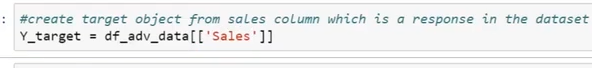 : #create target object from sales column which is a response in the dataset
Y_target = df_adv_data[['Sales']]